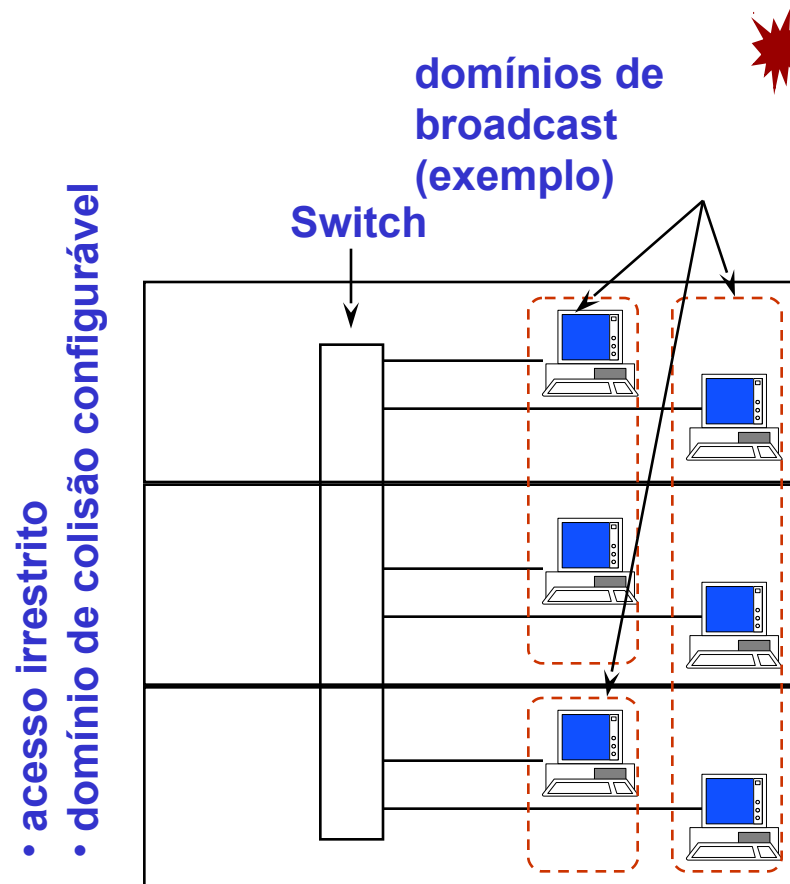 domínios de
broadcast
(exemplo)
Switch
• acesso irrestrito
• domínio de colisão configurável